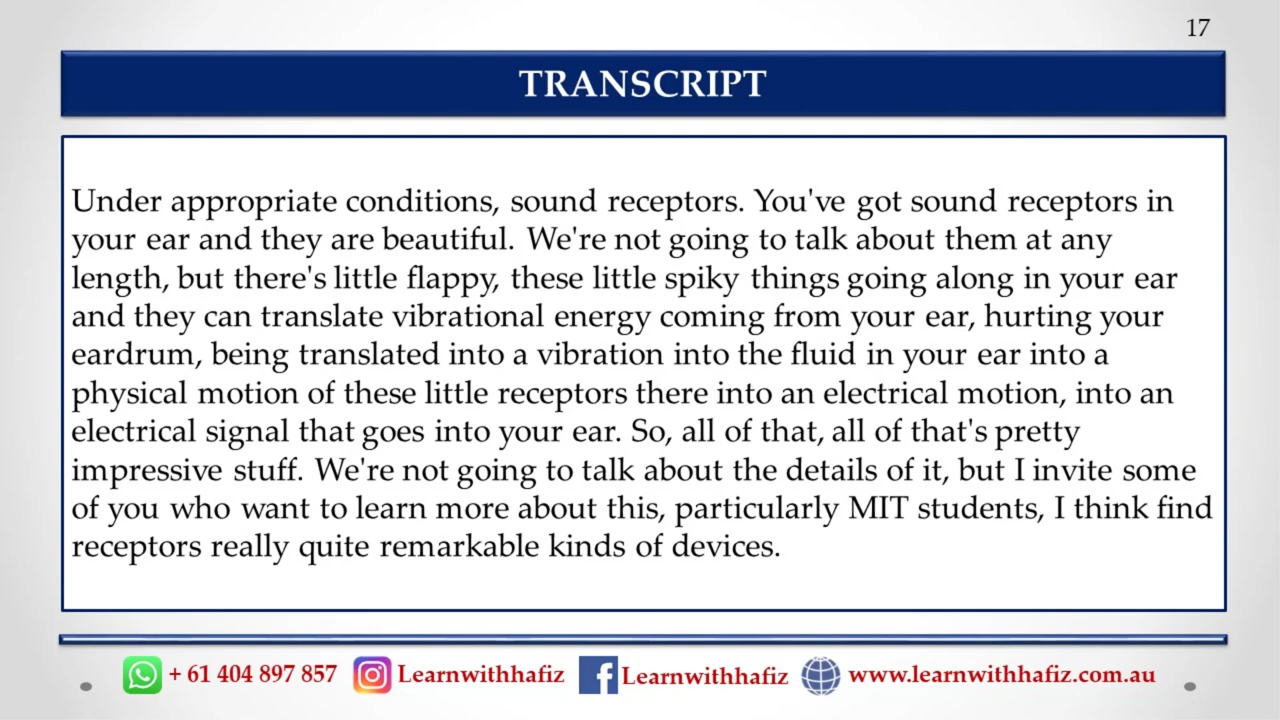 17
TRANSCRIPT
Under appropriate conditions, sound receptors. You've got sound receptors in
your ear and they are beautiful. We're not going to talk about them at any
length, but there's little flappy, these little spiky things going along in your ear
and they can translate vibrational energy coming from your ear, hurting your
eardrum, being translated into a vibration into the fluid in your ear into a
physical motion of these little receptors there into an electrical motion, into an
electrical signal that goes into your ear. So, all of that, all of that's pretty
impressive stuff. We're not going to talk about the details of it, but I invite some
of you who want to learn more about this, particularly MIT students, I think find
receptors really quite remarkable kinds of devices.
+ 61 404 897 857 Learnwithhafiz Learnwithhafiz www.learnwithhafiz.com.au